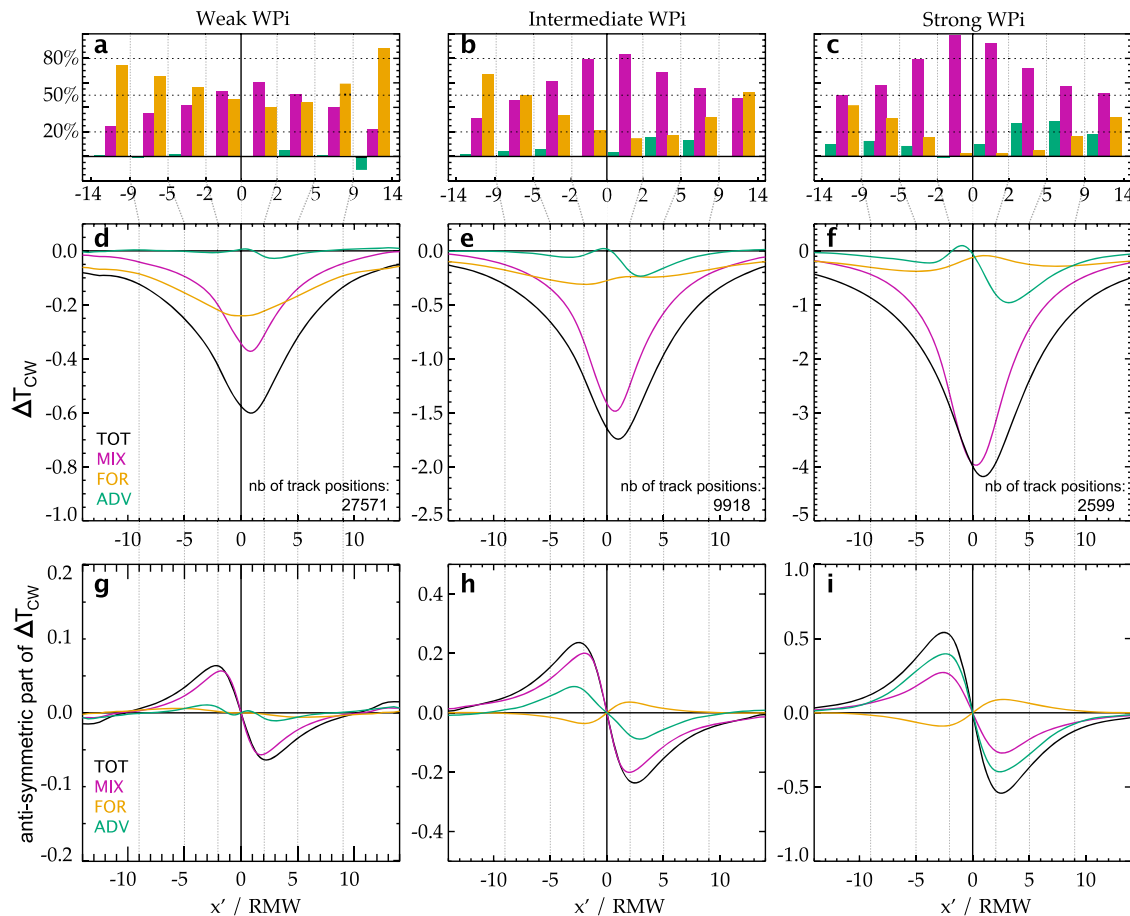 Weak WPi Intermediate WPi Strong WPi
a b c
80%
50%
20%
-14 -9 -5 -2 0 2 5 9 14 -14 -9 -5 -2 0 2 5 9 14 -14 -9 -5 -2 0 2 5 9 14
d e f
0.0 0.0 0
-0.2 -0.5 -1
-0.4 -1.0 -2
-0.6 -1.5 -3
-0.8 -2.0 -4
-1.0 -2.5 -5
ΔT_CW
TOT
MIX
FOR
ADV
nb of track positions: nb of track positions: nb of track positions:
27571 9918 2599
-10 -5 0 5 10 -10 -5 0 5 10 -10 -5 0 5 10
g h i
0.2 0.4 1.0
0.1 0.2 0.5
0.0 0.0 0.0
-0.1 -0.2 -0.5
-0.2 -0.4 -1.0
anti-symmetric part of ΔT_CW
TOT
MIX
FOR
ADV
-10 -5 0 5 10 -10 -5 0 5 10 -10 -5 0 5 10
x' / RMW x' / RMW x' / RMW